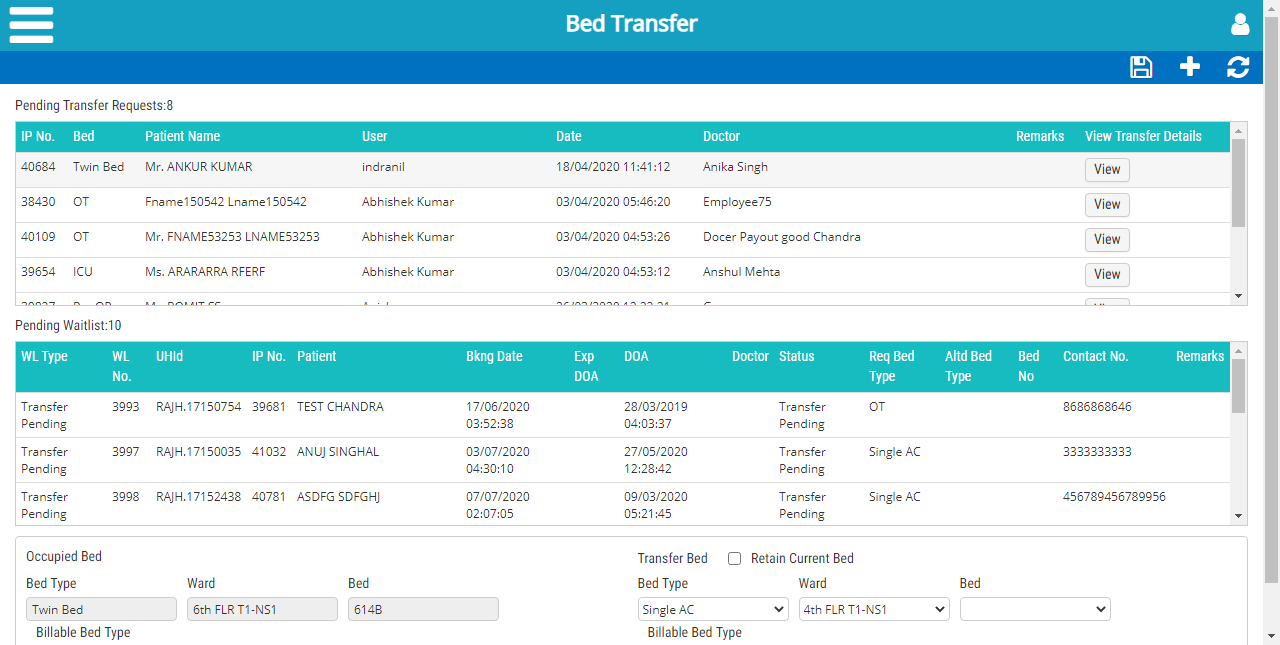 Bed Transfer
Pending Transfer Requests:8
IP No. Bed Patient Name User Date Doctor Remarks View Transfer Details
40684 Twin Bed Mr. ANKUR KUMAR indranil 18/04/2020 11:41:12 Anika Singh View
38430 OT Fname150542 Lname150542 Abhishek Kumar 03/04/2020 05:46:20 Employee75 View
40109 OT Mr. FNAME53253 LNAME53253 Abhishek Kumar 03/04/2020 04:53:26 Docer Payout good Chandra View
39654 ICU Ms. ARARARRA RFERF Abhishek Kumar 03/04/2020 04:53:12 Anshul Mehta View
Pending Waitlist:10
WL Type WL UHId IP No. Patient Bkng Date Exp DOA Doctor Status Req Bed Altd Bed Bed Contact No. Remarks
No. DOA Type Type No
Transfer 3993 RAJH.17150754 39681 TEST CHANDRA 17/06/2020 28/03/2019 Transfer OT 8686868646
Pending 03:52:38 04:03:37 Pending
Transfer 3997 RAJH.17150035 41032 ANUJ SINGHAL 03/07/2020 27/05/2020 Transfer Single AC 3333333333
Pending 04:30:10 12:28:42 Pending
Transfer 3998 RAJH.17152438 40781 ASDFG SDFGHJ 07/07/2020 09/03/2020 Transfer Single AC 456789456789956
Pending 02:07:05 05:21:45 Pending
Occupied Bed Transfer Bed Retain Current Bed
Bed Type Ward Bed Bed Type Ward Bed
Twin Bed 6th FLR T1-NS1 614B Single AC 4th FLR T1-NS1
Billable Bed Type Billable Bed Type